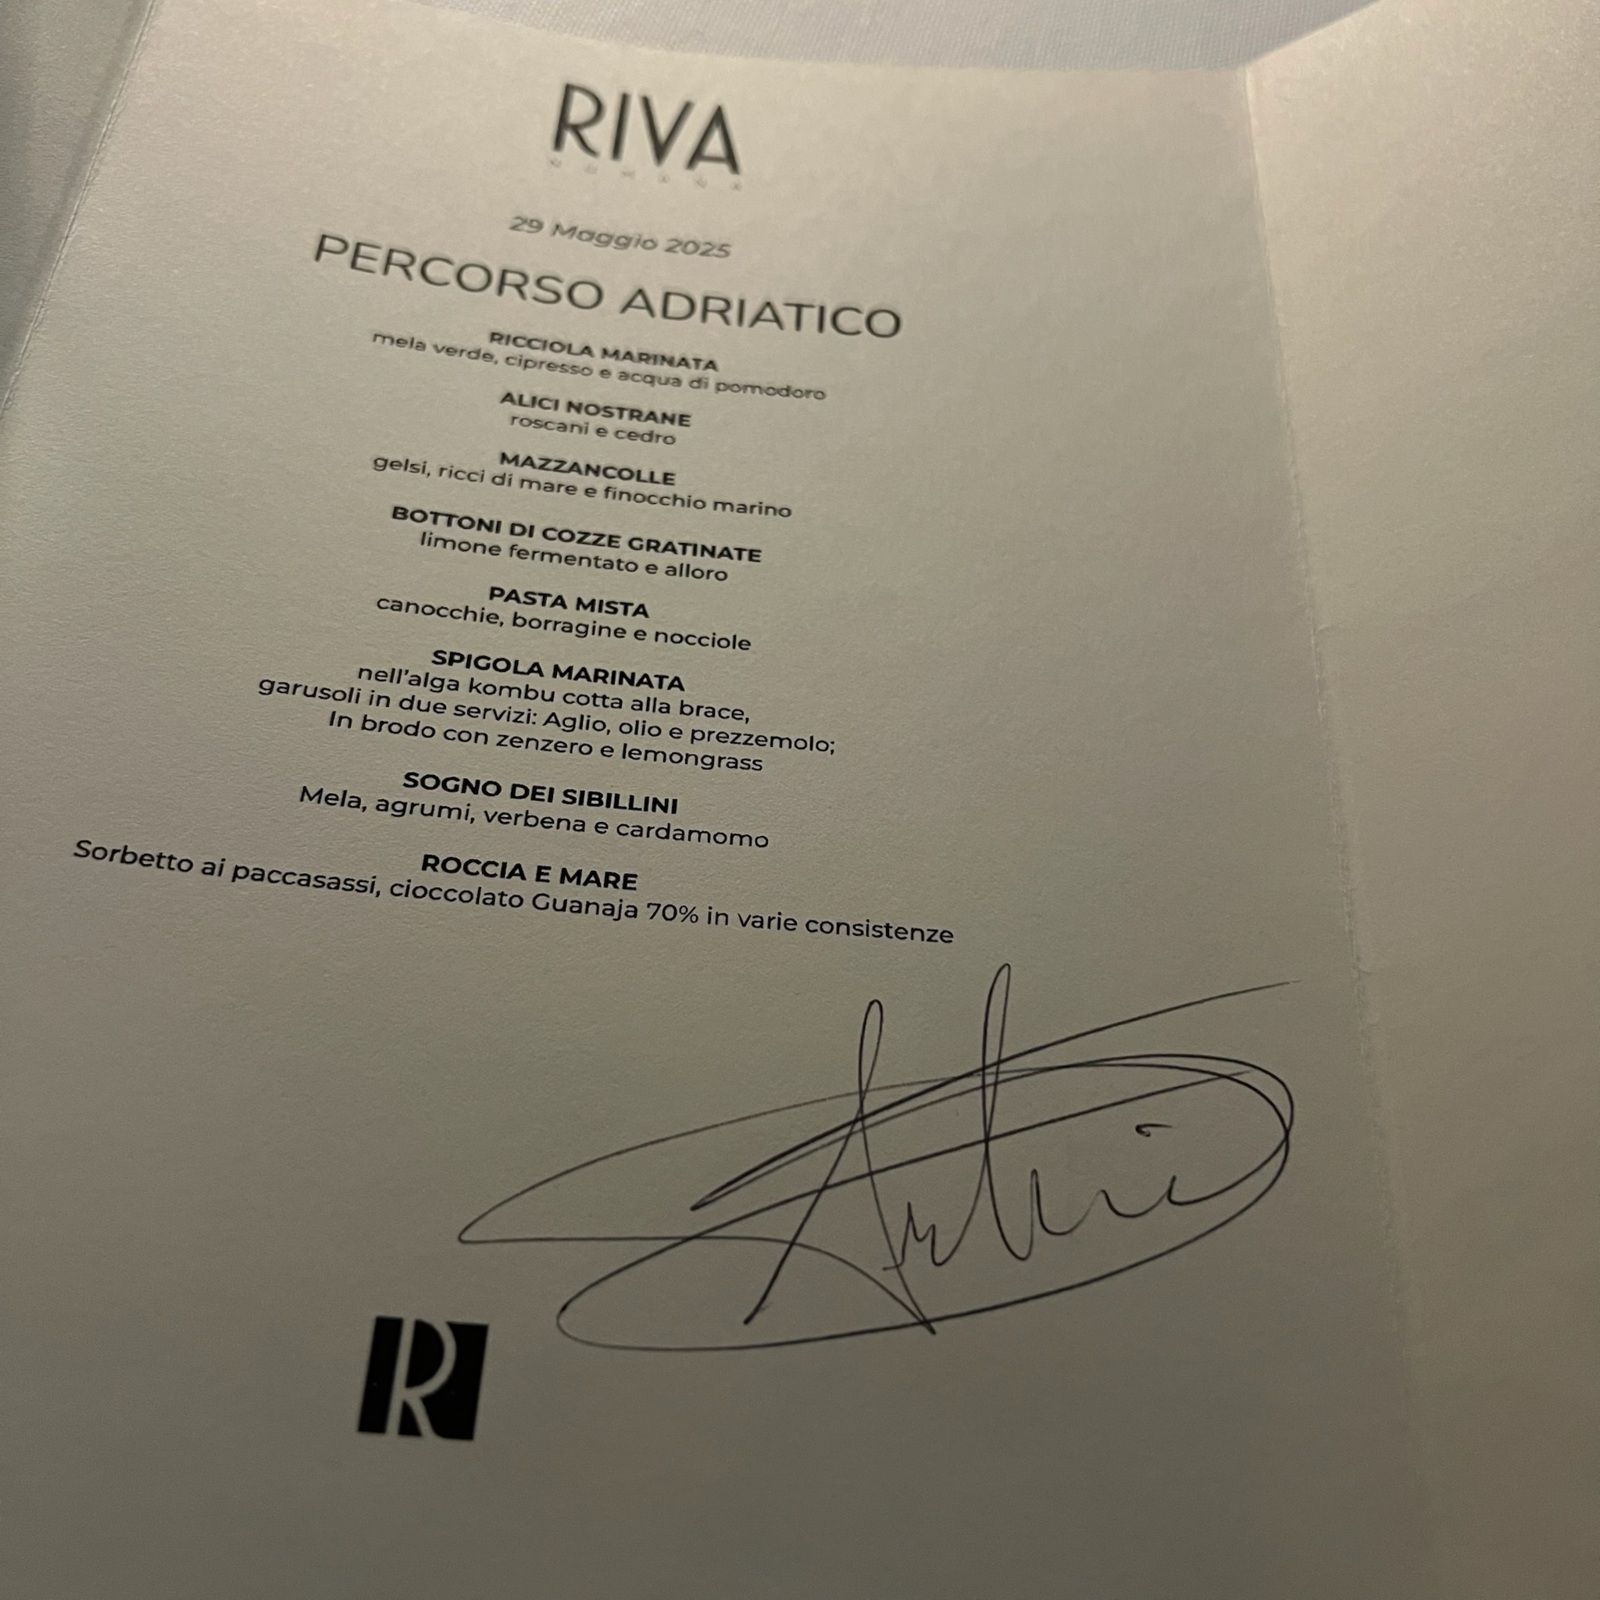 RIVA
NUMANA
29 Maggio 2025
PERCORSO ADRIATICO
RICCIOLA MARINATA
mela verde, cipresso e acqua di pomodoro
ALICI NOSTRANE
roscani e cedro
MAZZANCOLLE
gelsi, ricci di mare e finocchio marino
BOTTONI DI COZZE GRATINATE
limone fermentato e alloro
PASTA MISTA
canocchie, borragine e nocciole
SPIGOLA MARINATA
nell'alga kombu cotta alla brace,
garusoli in due servizi: Aglio, olio e prezzemolo;
In brodo con zenzero e lemongrass
SOGNO DEI SIBILLINI
Mela, agrumi, verbena e cardamomo
ROCCIA E MARE
Sorbetto ai paccasassi, cioccolato Guanaja 70% in varie consistenze
R